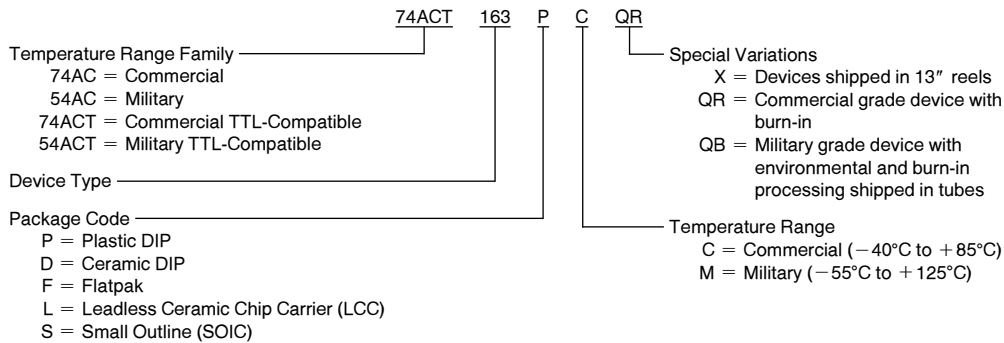 74ACT 163 P C QR
Temperature Range Family
74AC = Commercial
54AC = Military
74ACT = Commercial TTL-Compatible
54ACT = Military TTL-Compatible
Device Type
Package Code
P = Plastic DIP
D = Ceramic DIP
F = Flatpak
L = Leadless Ceramic Chip Carrier (LCC)
S = Small Outline (SOIC)
Special Variations
X = Devices shipped in 13″ reels
QR = Commercial grade device with
burn-in
QB = Military grade device with
environmental and burn-in
processing shipped in tubes
Temperature Range
C = Commercial (−40°C to +85°C)
M = Military (−55°C to +125°C)